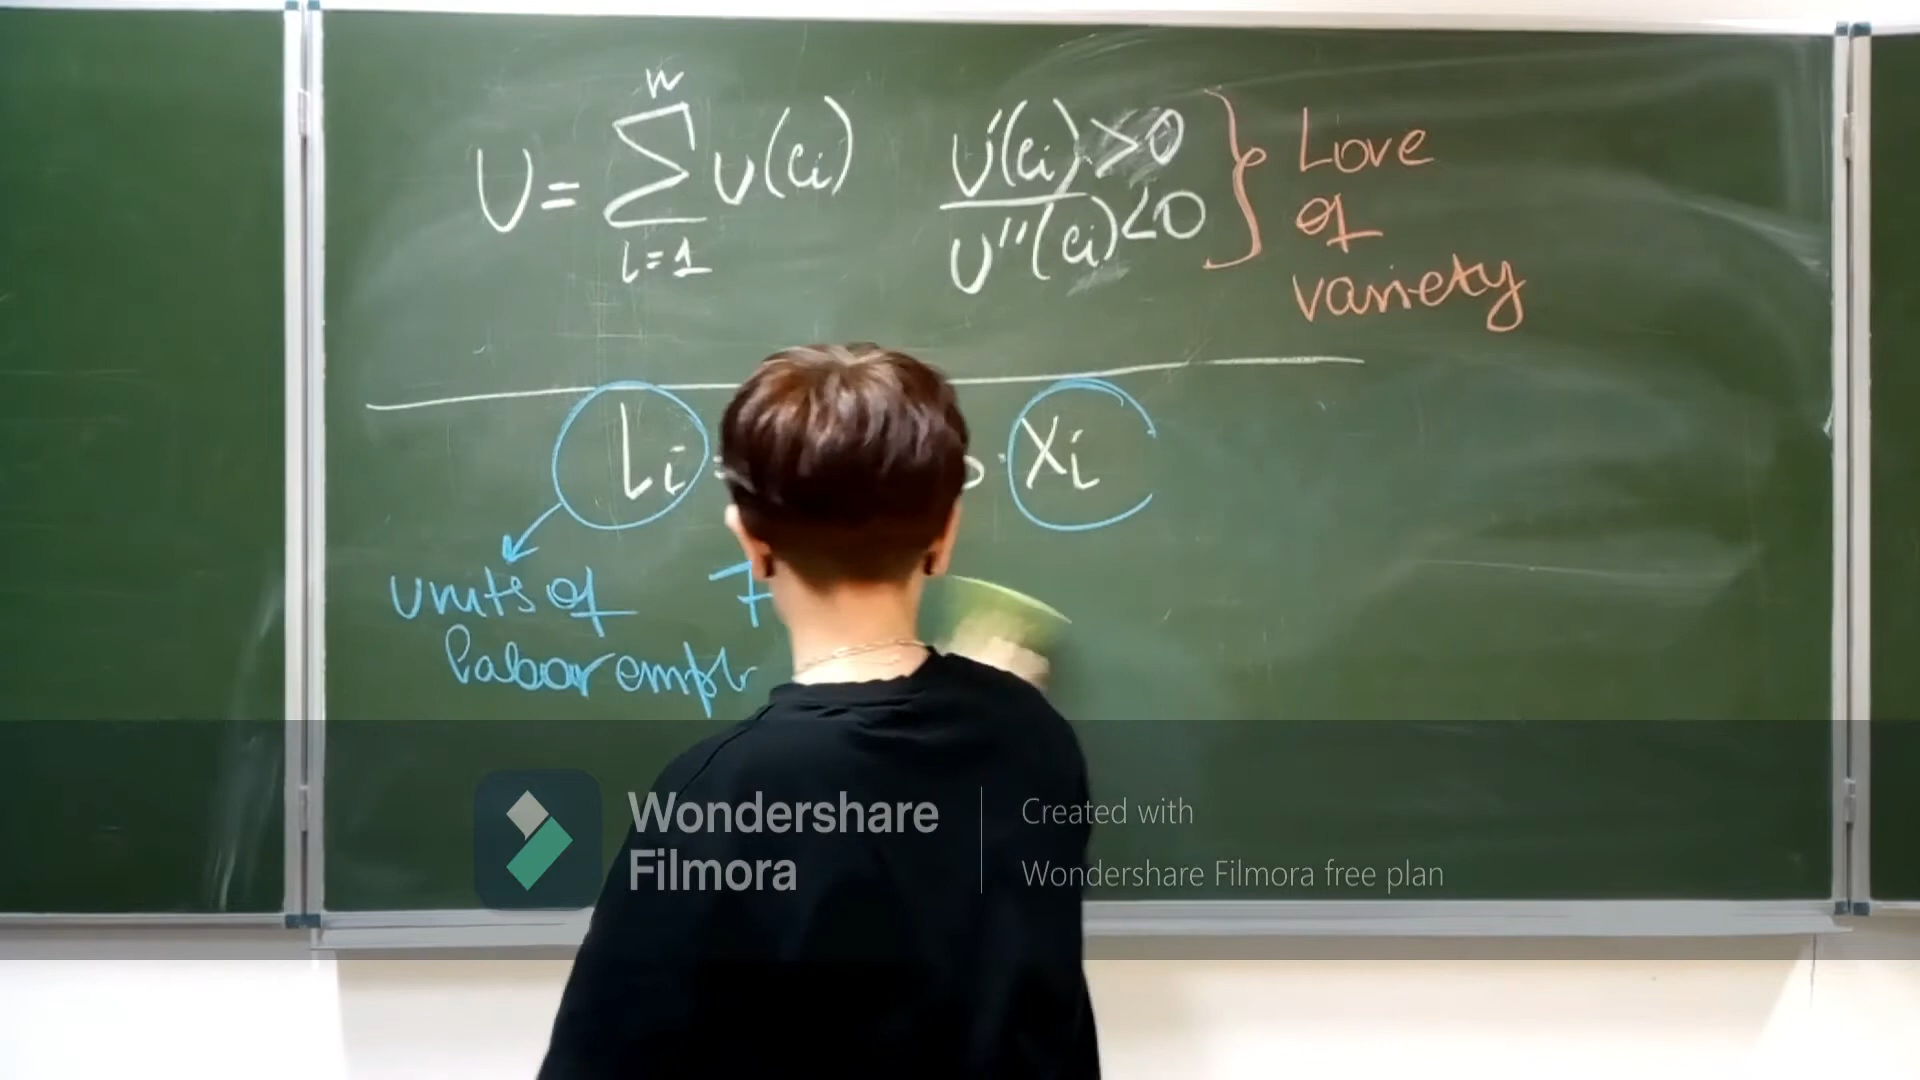 n
U = Σ υ(ci) υ'(ci) > 0
i=1 υ''(ci) < 0
Love
of
variety
Li = · Xi
units of 7
labor empl
Wondershare
Filmora
Created with
Wondershare Filmora free plan